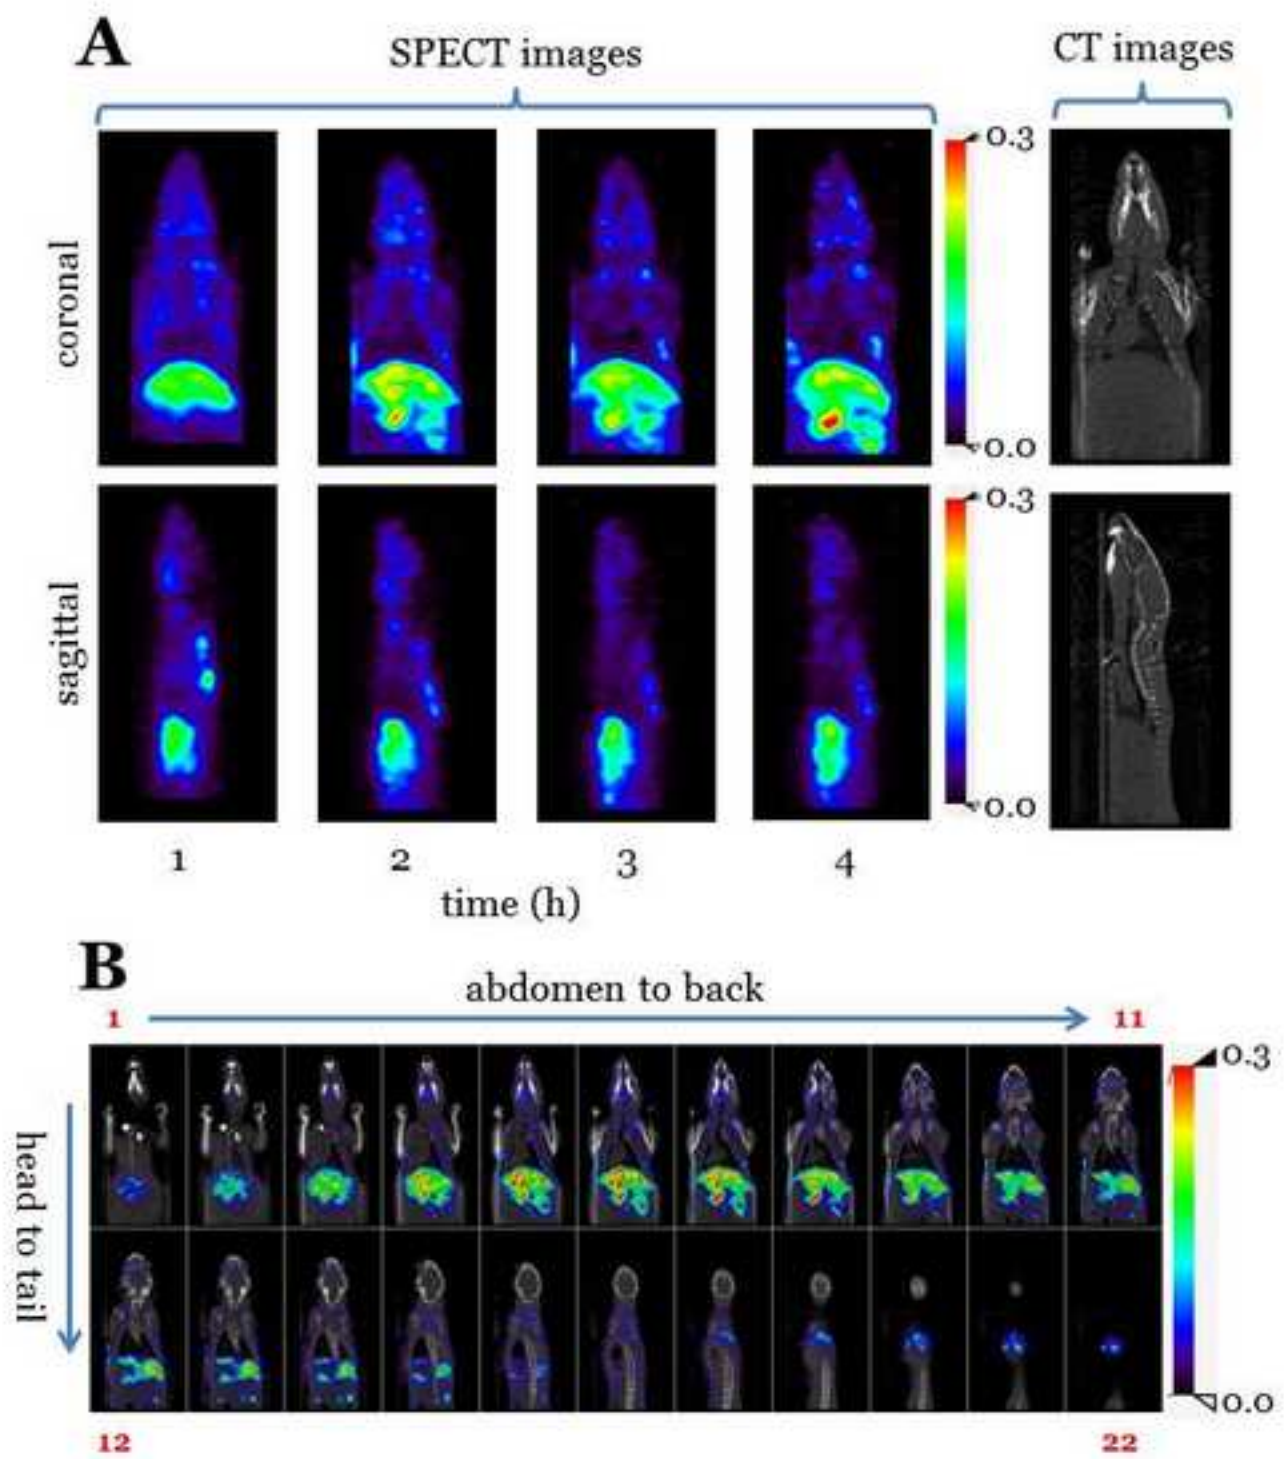 A
SPECT images
CT images
coronal
0.3
0.0
sagittal
0.3
0.0
1
2
3
4
time (h)
B
abdomen to back
1
11
head to tail
0.3
0.0
12
22